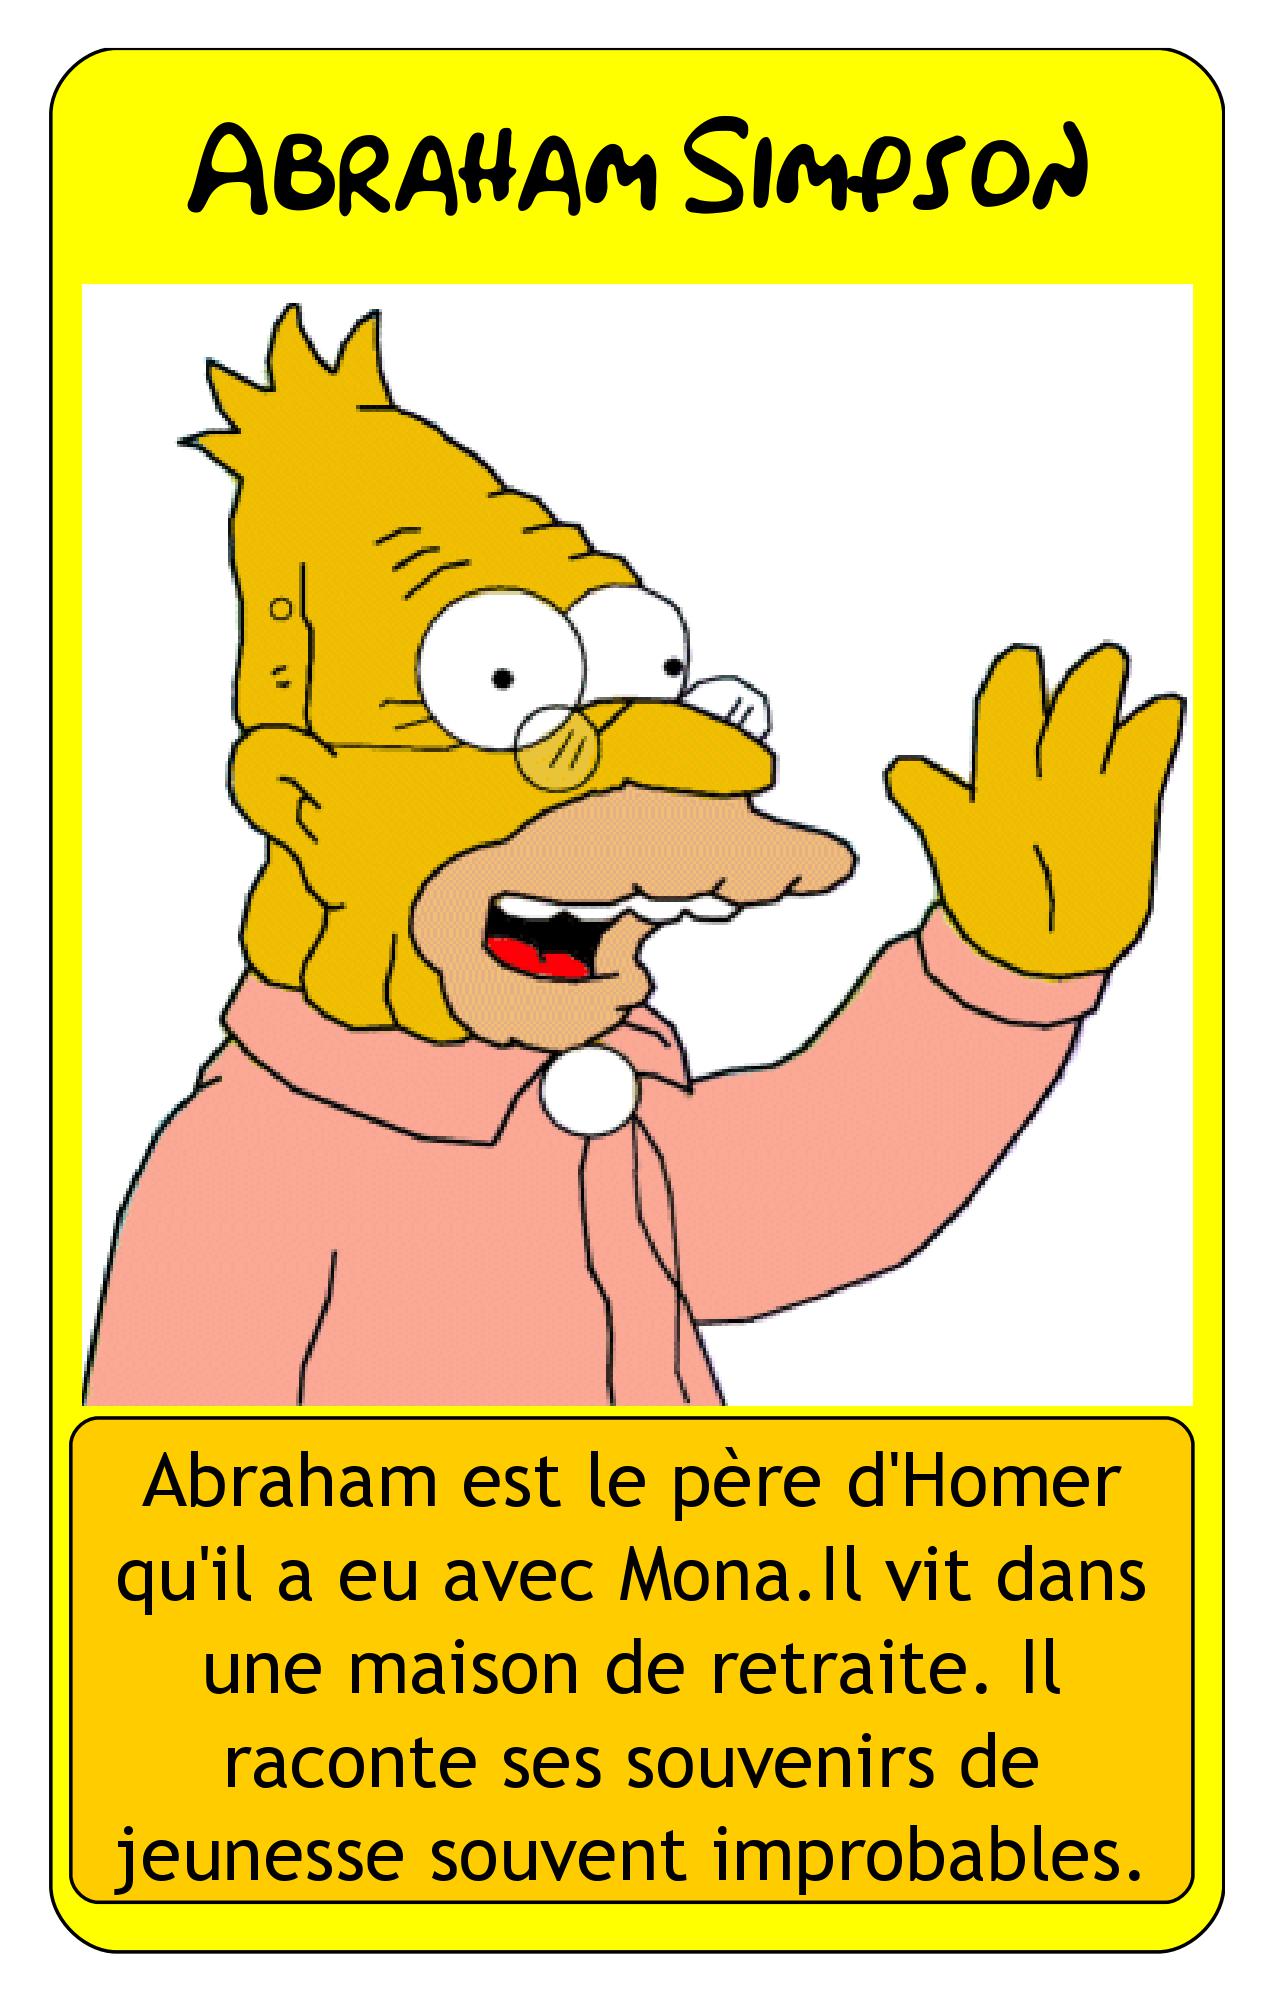 ABRAHAM SIMPSON
Abraham est le père d'Homer
qu'il a eu avec Mona.Il vit dans
une maison de retraite. Il
raconte ses souvenirs de
jeunesse souvent improbables.